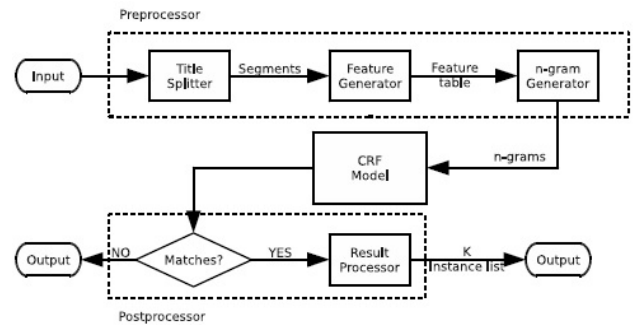 Preprocessor
Input
Title
Splitter
Segments
Feature
Generator
Feature
table
n-gram
Generator
n-grams
CRF
Model
Output
NO
Matches?
YES
Result
Processor
K
Instance list
Output
Postprocessor